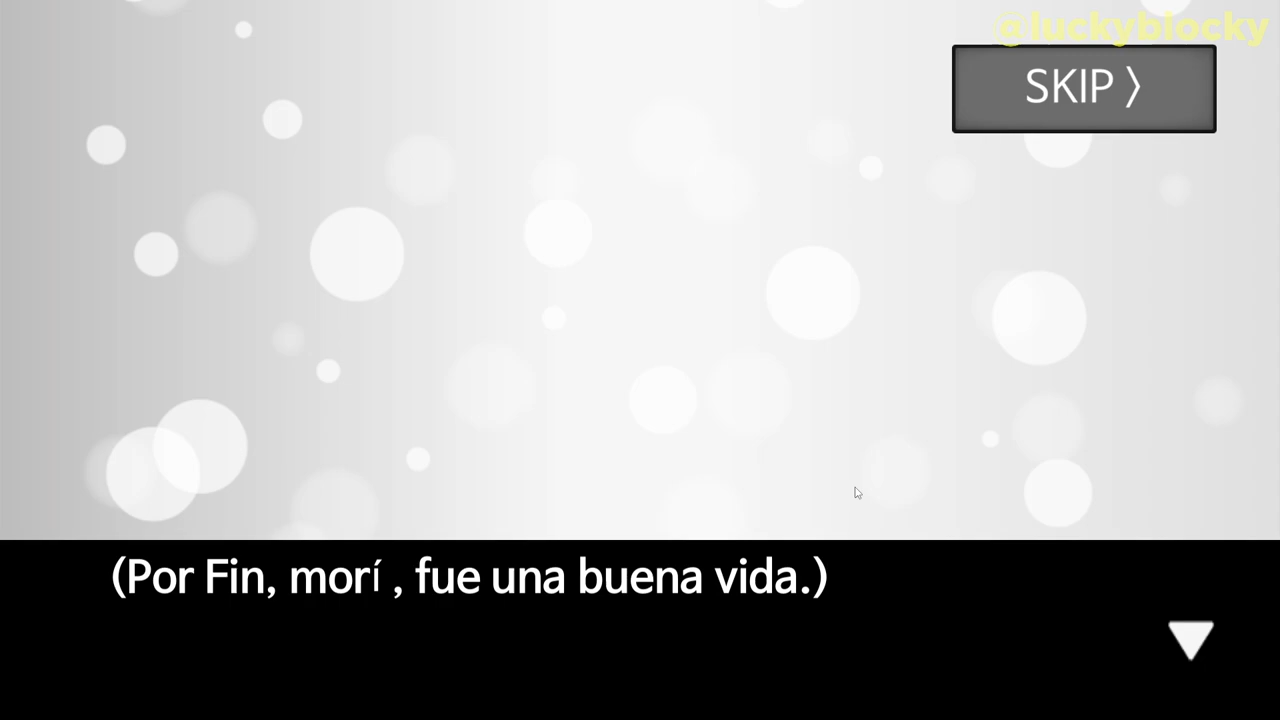 @luckyblocky
SKIP 〉
(Por Fin, morí , fue una buena vida.)